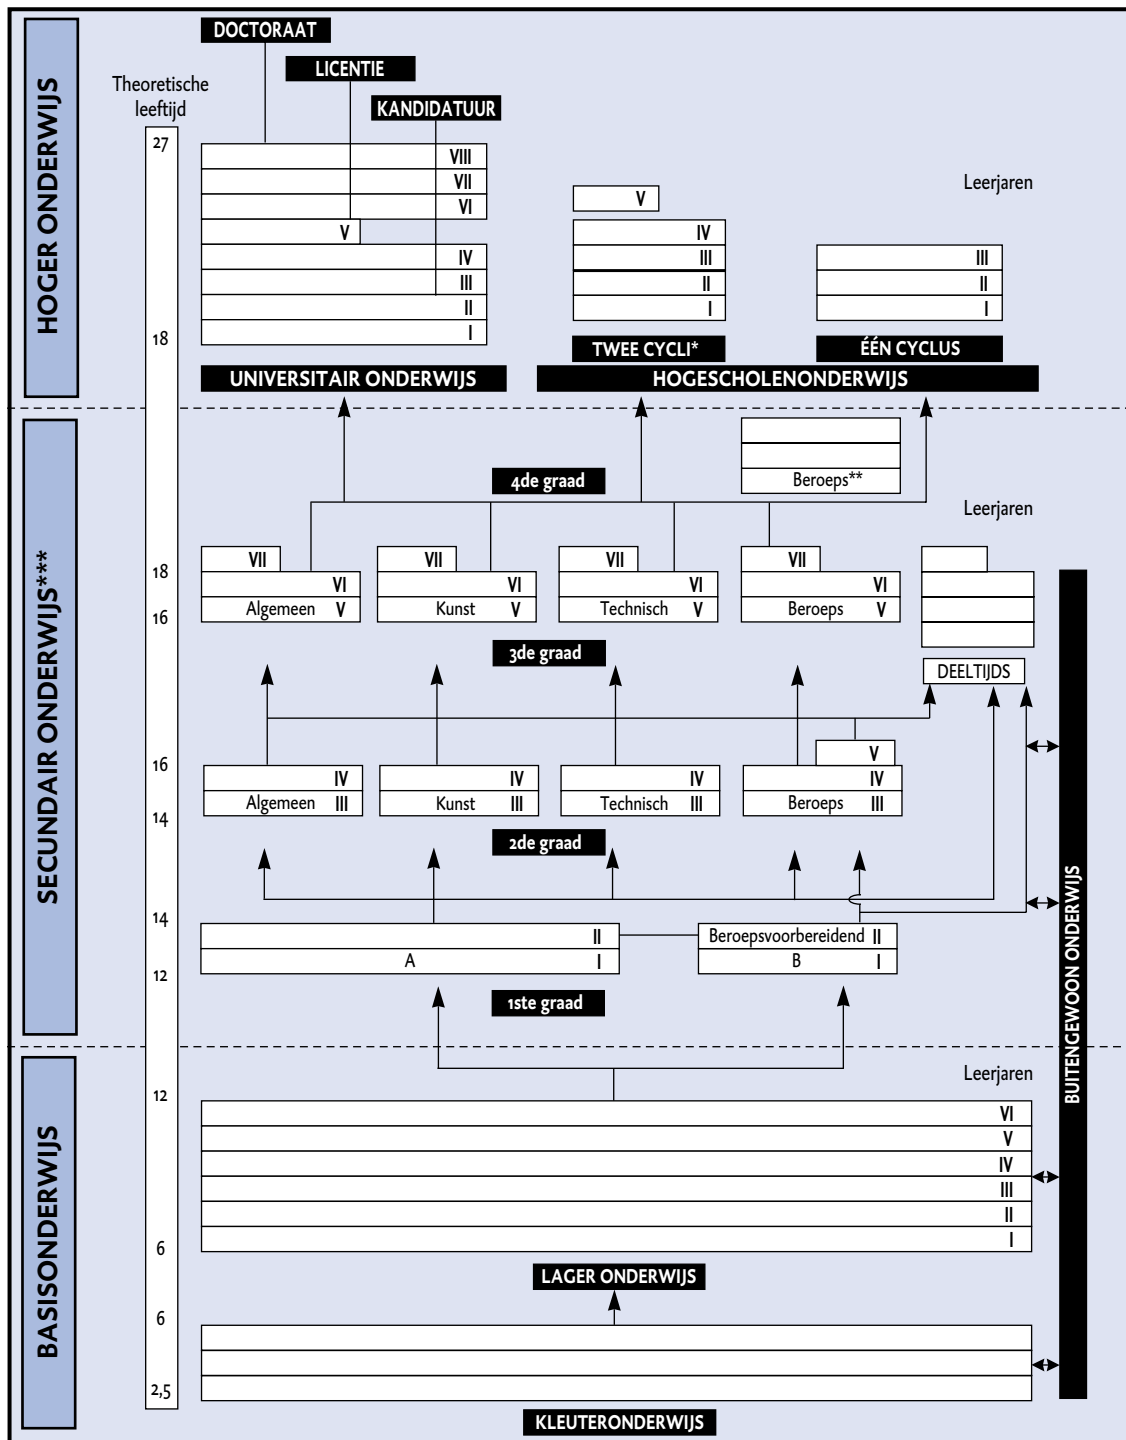 HOGER ONDERWIJS
DOCTORAAT
LICENTIE
KANDIDATUUR
Theoretische
leeftijd
27
VIII
VII
VI
V
IV
III
II
I
18
V
IV
III
II
I
Leerjaren
III
II
I
TWEE CYCLI*
ÉÉN CYCLUS
UNIVERSITAIR ONDERWIJS
HOGESCHOLENONDERWIJS
SECUNDAIR ONDERWIJS***
Beroeps**
4de graad
Leerjaren
18
VII
VII
VII
VII
VI
VI
VI
VI
16
Algemeen V
Kunst V
Technisch V
Beroeps V
3de graad
DEELTIJDS
16
V
IV
IV
IV
IV
Algemeen III
Kunst III
Technisch III
Beroeps III
14
2de graad
14
II
Beroepsvoorbereidend II
A I
B I
12
1ste graad
BUITENGEWOON ONDERWIJS
BASISONDERWIJS
Leerjaren
12
VI
V
IV
III
II
I
6
LAGER ONDERWIJS
6
2,5
KLEUTERONDERWIJS